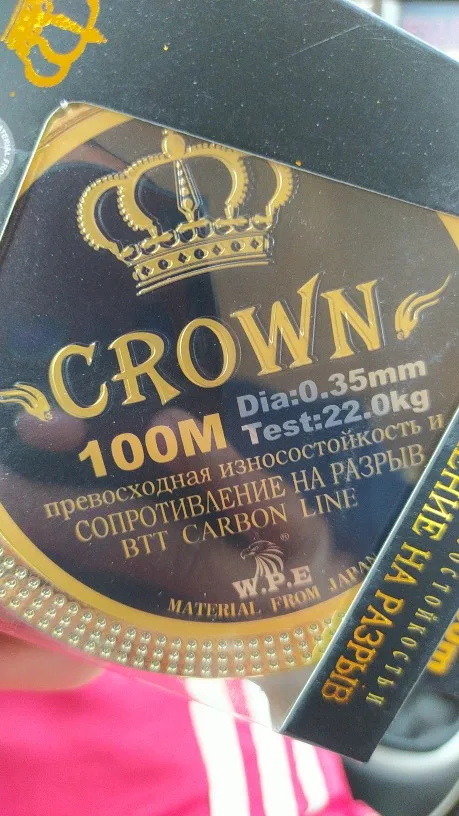 CROWN
100M
Dia:0.35mm
Test:22.0kg
превосходная износостойкость и
СОПРОТИВЛЕНИЕ НА РАЗРЫВ
BTT CARBON LINE
®
W.P.E
MATERIAL FROM JAPAN
НА РАЗРЫВ